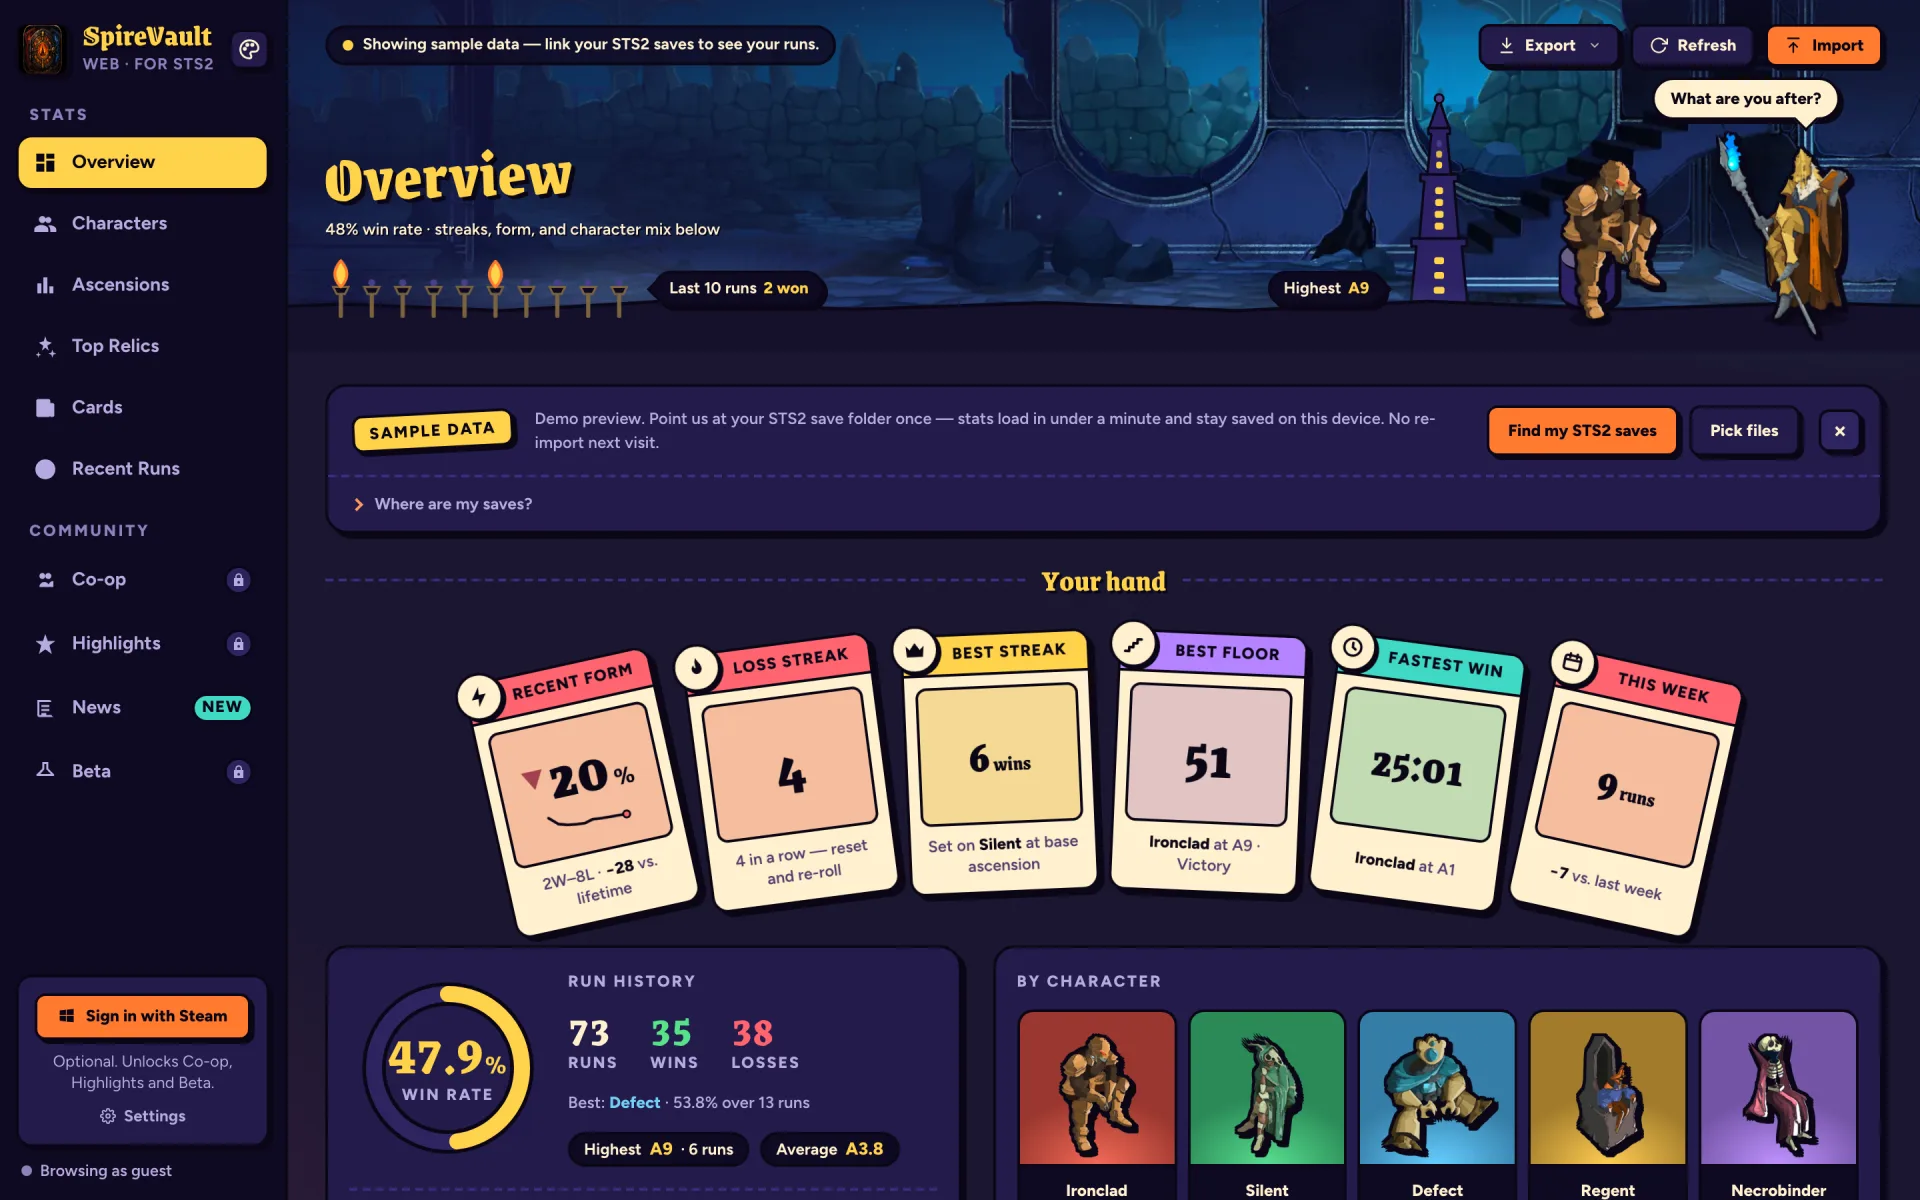 SpireVault
WEB · FOR STS2
STATS
Overview
Characters
Ascensions
Top Relics
Cards
Recent Runs
COMMUNITY
Co-op
Highlights
News
NEW
Beta
Sign in with Steam
Optional. Unlocks Co-op,
Highlights and Beta.
Settings
Browsing as guest
Showing sample data — link your STS2 saves to see your runs.
Export
Refresh
Import
What are you after?
Overview
48% win rate · streaks, form, and character mix below
Last 10 runs 2 won
Highest A9
SAMPLE DATA
Demo preview. Point us at your STS2 save folder once — stats load in under a minute and stay saved on this device. No re-
import next visit.
Find my STS2 saves
Pick files
Where are my saves?
Your hand
RECENT FORM
20 %
2W–8L · −28 vs.
lifetime
LOSS STREAK
4
4 in a row — reset
and re-roll
BEST STREAK
6 wins
Set on Silent at base
ascension
BEST FLOOR
51
Ironclad at A9 ·
Victory
FASTEST WIN
25:01
Ironclad at A1
THIS WEEK
9 runs
−7 vs. last week
47.9%
WIN RATE
RUN HISTORY
73
RUNS
35
WINS
38
LOSSES
Best: Defect · 53.8% over 13 runs
Highest A9 · 6 runs
Average A3.8
BY CHARACTER
Ironclad
Silent
Defect
Regent
Necrobinder